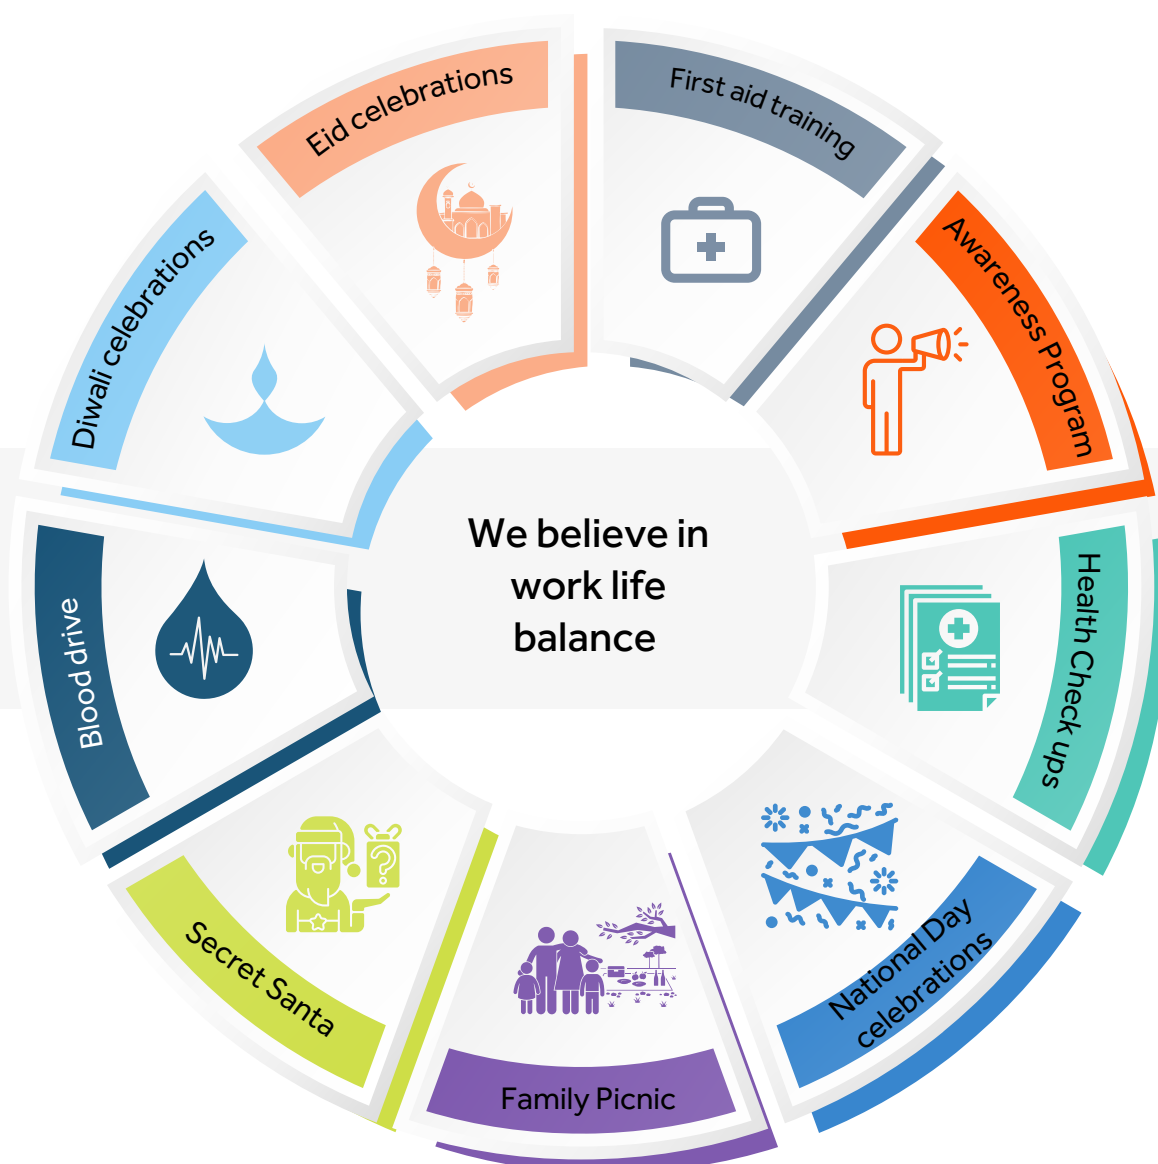 Eid celebrations
First aid training
Awareness Program
Health Check ups
National Day
celebrations
Family Picnic
Secret Santa
Blood drive
Diwali celebrations
We believe in
work life
balance
?